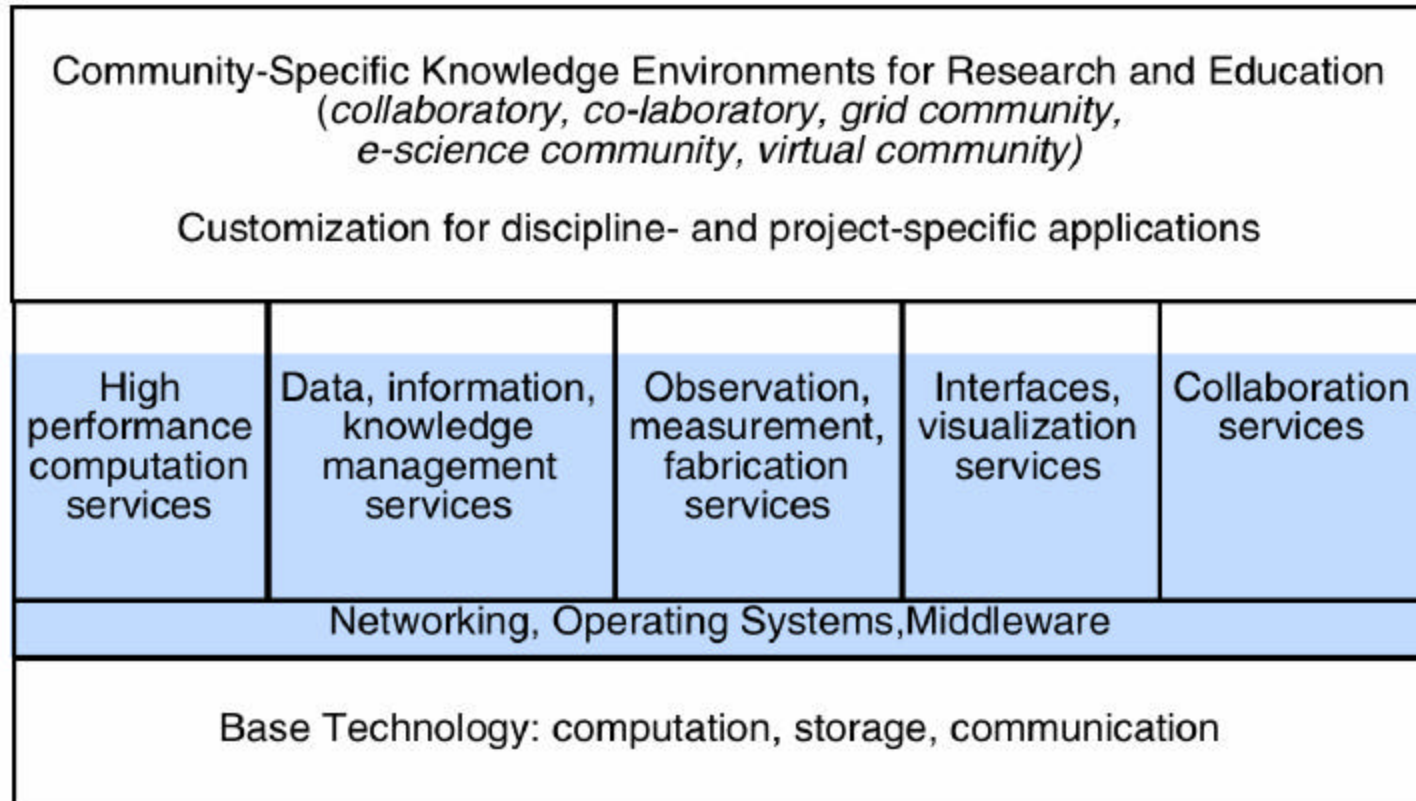 Community-Specific Knowledge Environments for Research and Education
(collaboratory, co-laboratory, grid community,
e-science community, virtual community)
Customization for discipline- and project-specific applications
High
performance
computation
services
Data, information,
knowledge
management
services
Observation,
measurement,
fabrication
services
Interfaces,
visualization
services
Collaboration
services
Networking, Operating Systems,Middleware
Base Technology: computation, storage, communication